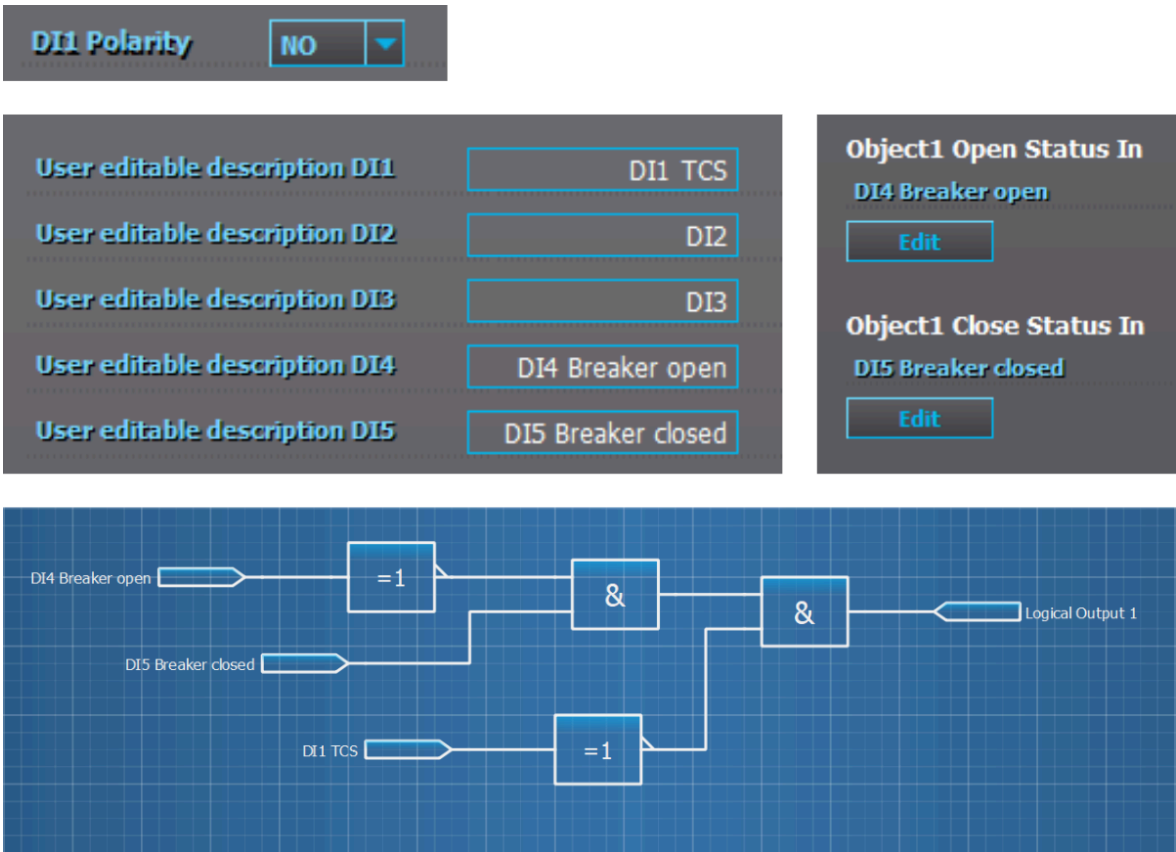 DI1 Polarity NO
User editable description DI1 DI1 TCS
User editable description DI2 DI2
User editable description DI3 DI3
User editable description DI4 DI4 Breaker open
User editable description DI5 DI5 Breaker closed
Object1 Open Status In
DI4 Breaker open
Edit
Object1 Close Status In
DI5 Breaker closed
Edit
DI4 Breaker open =1 & & Logical Output 1
DI5 Breaker closed
DI1 TCS =1